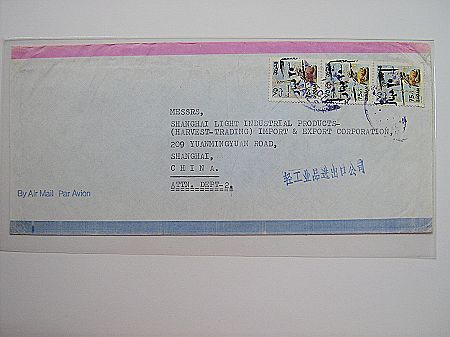 MESSRS,
SHANGHAI LIGHT INDUSTRIAL PRODUCTS-
(HARVEST-TRADING) IMPORT & EXPORT CORPORATION,
209 YUANMINGYUAN ROAD,
SHANGHAI,
CHINA.
ATTN. DEPT-2.
轻工业品进出口公司
By Air Mail Par Avion